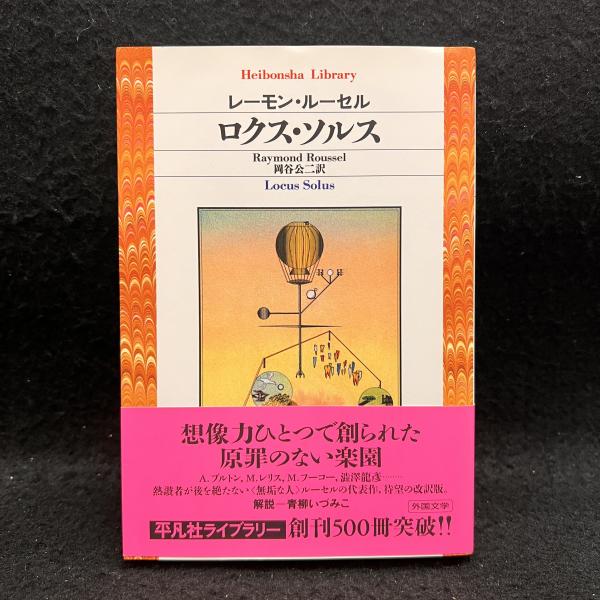 Heibonsha Library
レーモン・ルーセル
ロクス・ソルス
Raymond Roussel
岡谷公二訳
Locus Solus
想像力ひとつで創られた
原罪のない楽園
A.ブルトン、M.レリス、M.フーコー、澁澤龍彦………
熱讃者が後を絶たない〈無垢な人〉ルーセルの代表作、待望の改訳版。
解説＝青柳いづみこ
外国文学
平凡社ライブラリー 創刊500冊突破!!